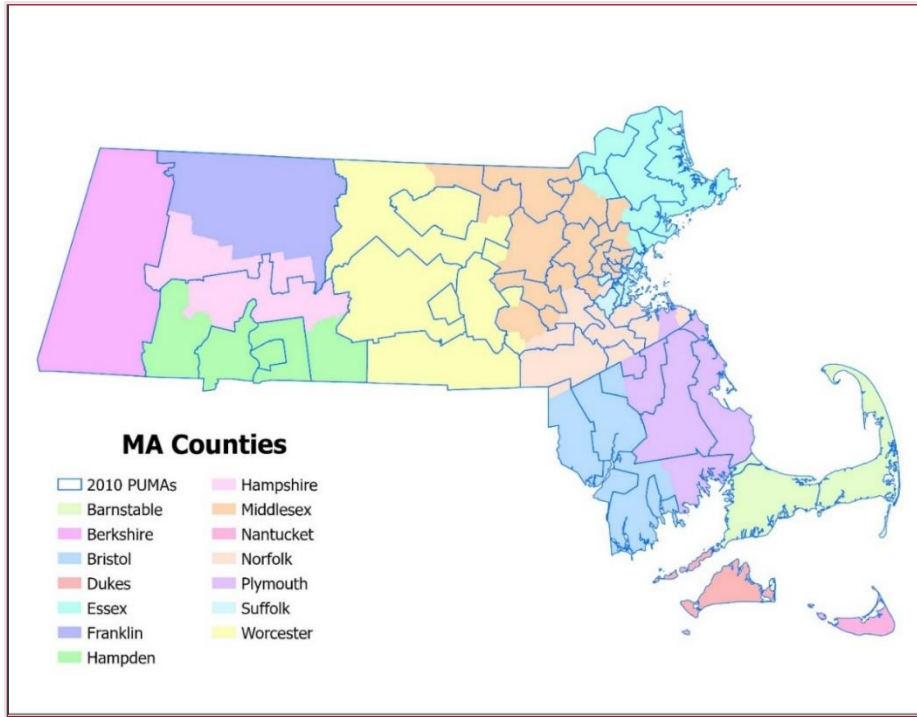 MA Counties
2010 PUMAs
Barnstable
Berkshire
Bristol
Dukes
Essex
Franklin
Hampden
Hampshire
Middlesex
Nantucket
Norfolk
Plymouth
Suffolk
Worcester